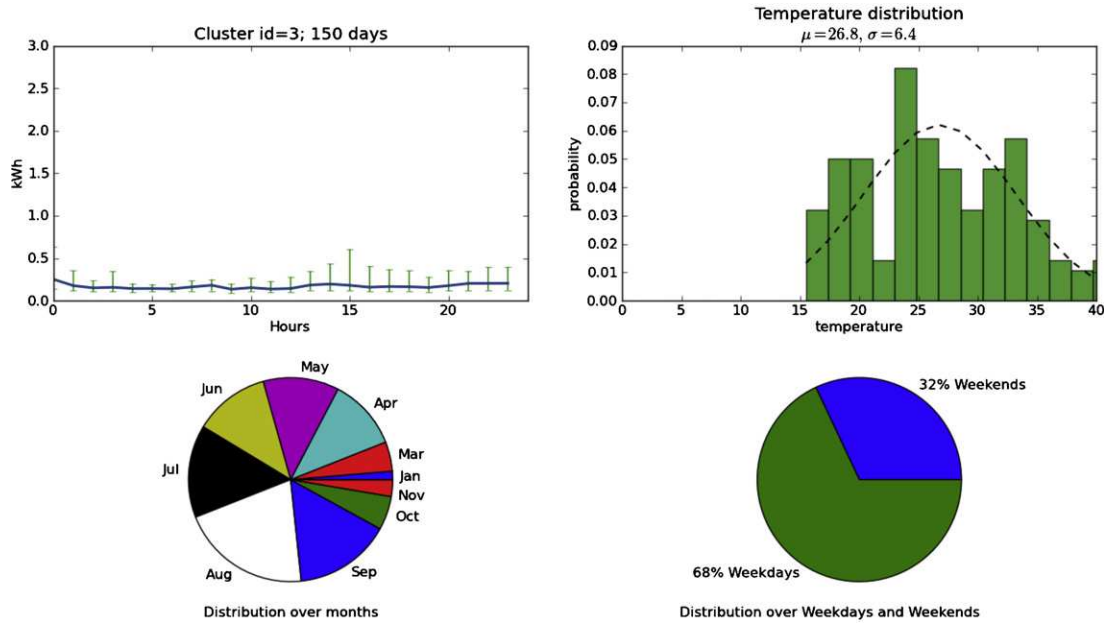 Cluster id=3; 150 days
3.0
2.5
2.0
1.5
1.0
0.5
0.0
kWh
0 5 10 15 20
Hours
Temperature distribution
μ=26.8, σ=6.4
0.09
0.08
0.07
0.06
0.05
0.04
0.03
0.02
0.01
0.00
probability
0 5 10 15 20 25 30 35 40
temperature
May
Jun
Apr
Mar
Jul
Jan
Nov
Oct
Aug
Sep
Distribution over months
32% Weekends
68% Weekdays
Distribution over Weekdays and Weekends